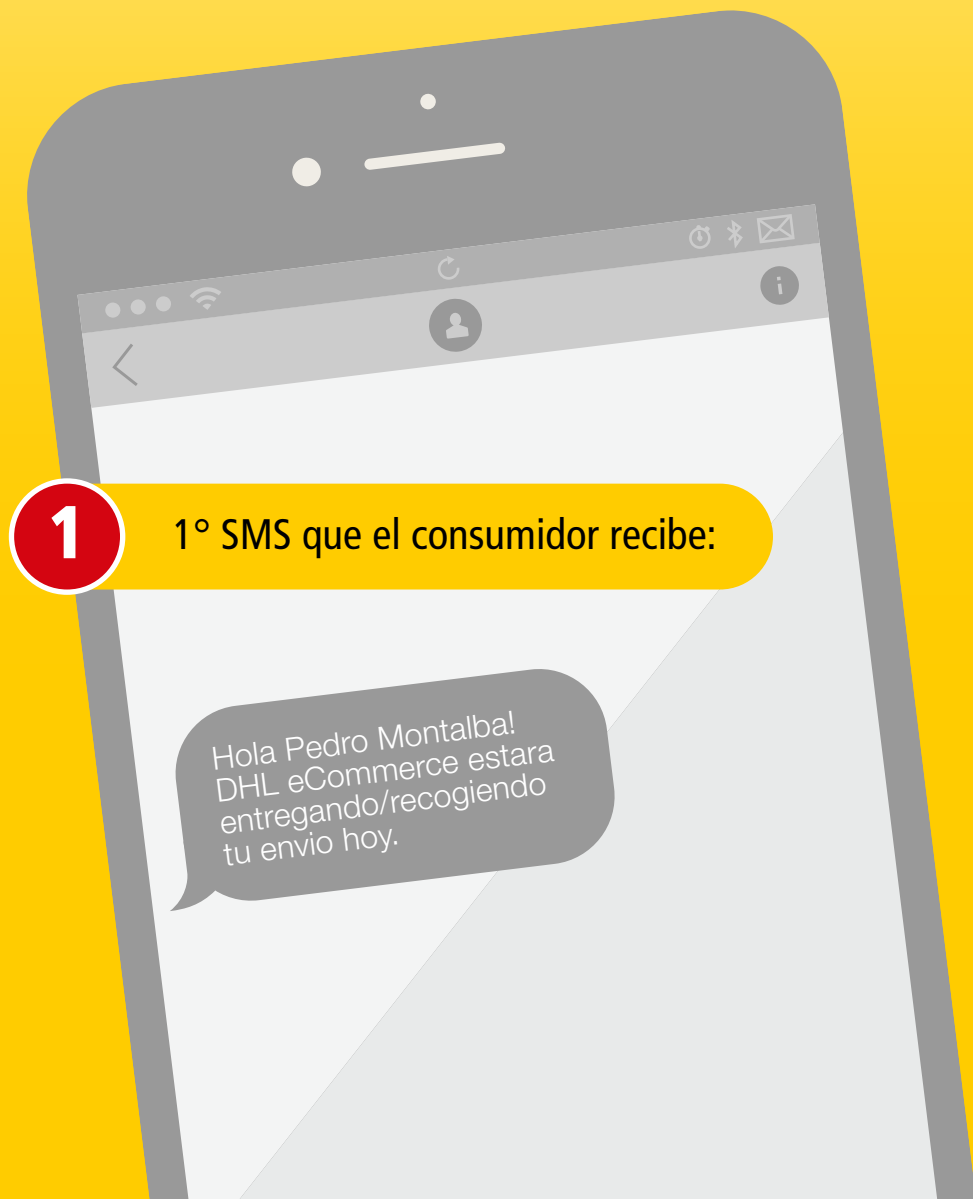 1
1° SMS que el consumidor recibe:
Hola Pedro Montalba!
DHL eCommerce estara
entregando/recogiendo
tu envio hoy.